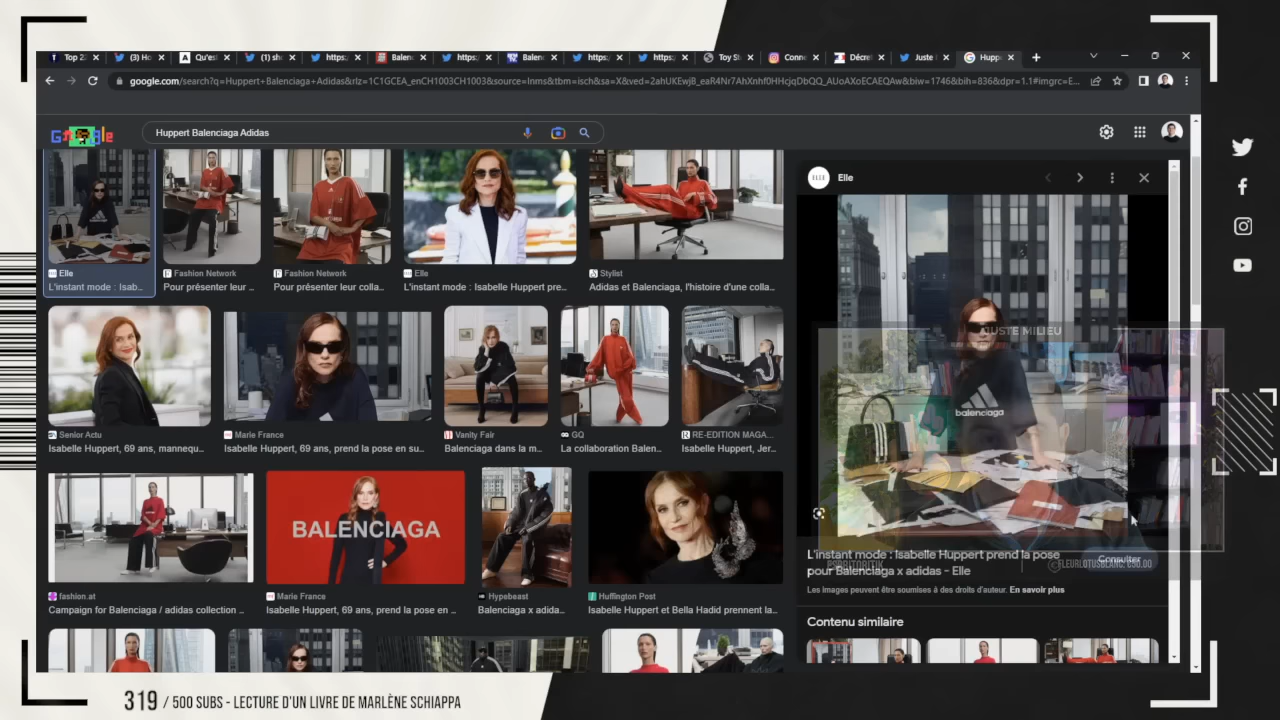 Top 2
(3) Ho
Qu'est
(1) sh
https:
Balen
https:
Balen
https:
https:
Toy St
Conn
Décre
Juste
Hupp
google.com/search?q=Huppert+Balenciaga+Adidas&rlz=1C1GCEA_enCH1003CH1003&source=lnms&tbm=isch&sa=X&ved=2ahUKEwj8_eaR4Nr7AhXnhf0HHcjqDbQQ_AUoAXoECAEQAw&biw=1746&bih=836&dpr=1.1#imgrc=E...
Huppert Balenciaga Adidas
ELLE
Elle
Elle
L'instant mode : Isab...
Fashion Network
Pour présenter leur ...
Fashion Network
Pour présenter leur colla...
Elle
L'instant mode : Isabelle Huppert pre...
Stylist
Adidas et Balenciaga, l'histoire d'une colla...
JUSTE MILIEU
balenciaga
Senior Actu
Isabelle Huppert, 69 ans, mannequ...
Marie France
Isabelle Huppert, 69 ans, prend la pose en su...
Vanity Fair
Balenciaga dans la m...
GQ
La collaboration Balen...
RE-EDITION MAGA...
Isabelle Huppert, Jer...
BALENCIAGA
fashion.at
Campaign for Balenciaga / adidas collection ...
Marie France
Isabelle Huppert, 69 ans, prend la pose en ...
Hypebeast
Balenciaga x adida...
Huffington Post
Isabelle Huppert et Bella Hadid prennent la...
L'instant mode : Isabelle Huppert prend la pose
pour Balenciaga x adidas - Elle
Consulter
Les images peuvent être soumises à des droits d'auteur. En savoir plus
Contenu similaire
319 / 500 SUBS - LECTURE D'UN LIVRE DE MARLÈNE SCHIAPPA